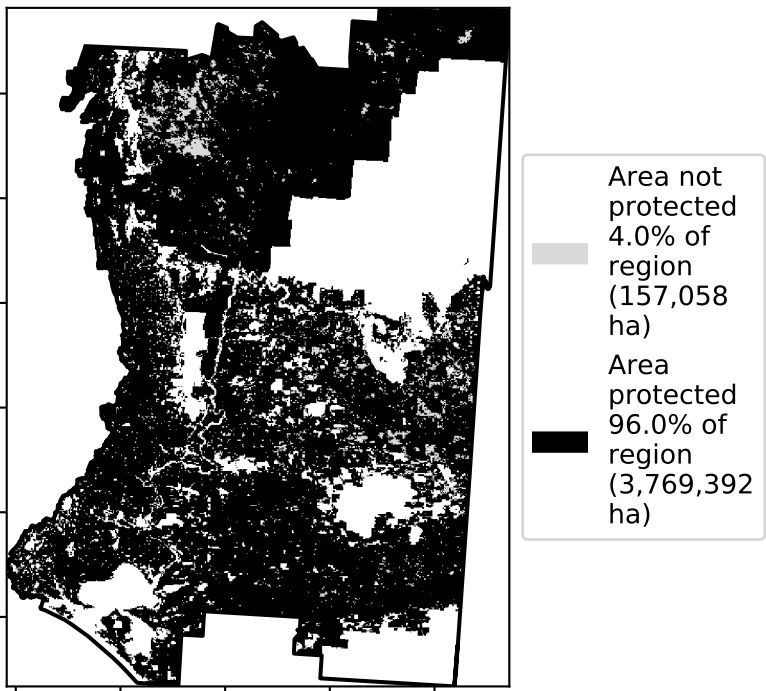 Area not
protected
4.0% of
region
(157,058
ha)
Area
protected
96.0% of
region
(3,769,392
ha)